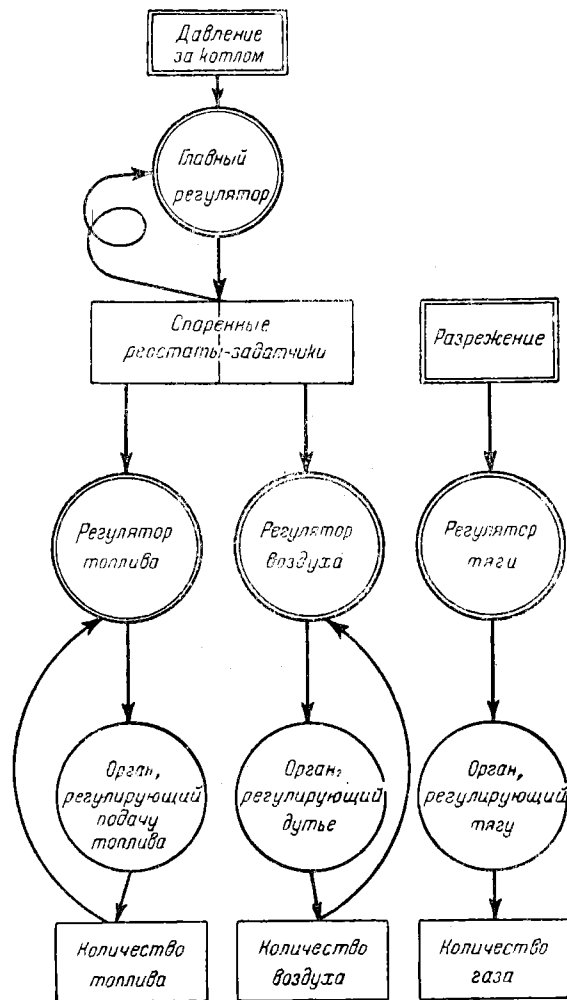 Давление
за котлом
Главный
регулятор
Спаренные
реостаты-задатчики
Разрежение
Регулятор
топлива
Регулятор
воздуха
Регулятор
тяги
Орган,
регулирующий
подачу
топлива
Орган,
регулирующий
дутье
Орган,
регулирующий
тягу
Количество
топлива
Количество
воздуха
Количество
газа